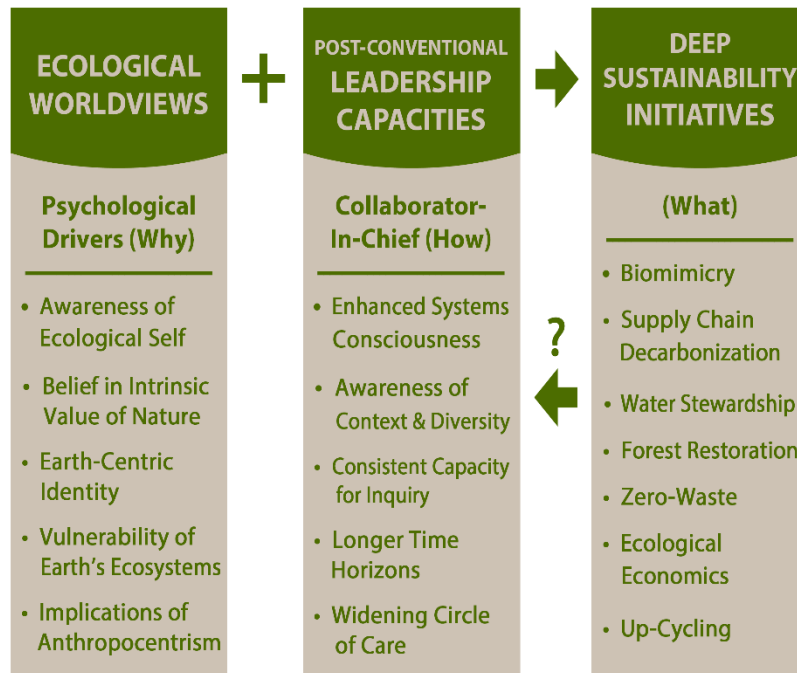 ECOLOGICAL
WORLDVIEWS
Psychological
Drivers (Why)
• Awareness of
Ecological Self
• Belief in Intrinsic
Value of Nature
• Earth-Centric
Identity
• Vulnerability of
Earth's Ecosystems
• Implications of
Anthropocentrism
+
POST-CONVENTIONAL
LEADERSHIP
CAPACITIES
Collaborator-
In-Chief (How)
• Enhanced Systems
Consciousness
• Awareness of
Context & Diversity
• Consistent Capacity
for Inquiry
• Longer Time
Horizons
• Widening Circle
of Care
?
DEEP
SUSTAINABILITY
INITIATIVES
(What)
• Biomimicry
• Supply Chain
Decarbonization
• Water Stewardship
• Forest Restoration
• Zero-Waste
• Ecological
Economics
• Up-Cycling